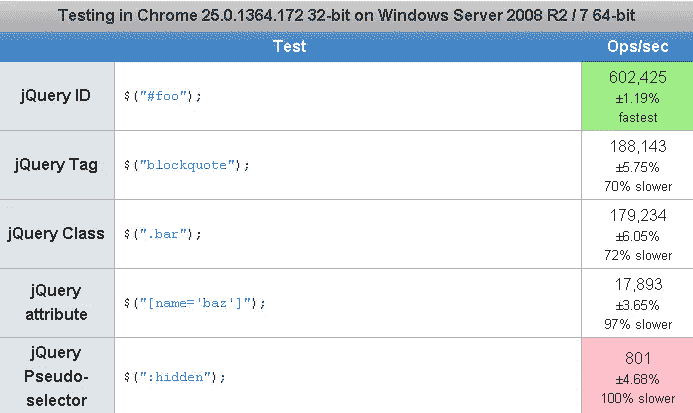 Testing in Chrome 25.0.1364.172 32-bit on Windows Server 2008 R2 / 7 64-bit
Test Ops/sec
jQuery ID
$("#foo");
602,425
±1.19%
fastest
jQuery Tag
$("blockquote");
188,143
±5.75%
70% slower
jQuery Class
$(".bar");
179,234
±6.05%
72% slower
jQuery
attribute
$("[name='baz']");
17,893
±3.65%
97% slower
jQuery
Pseudo-
selector
$(":hidden");
801
±4.68%
100% slower